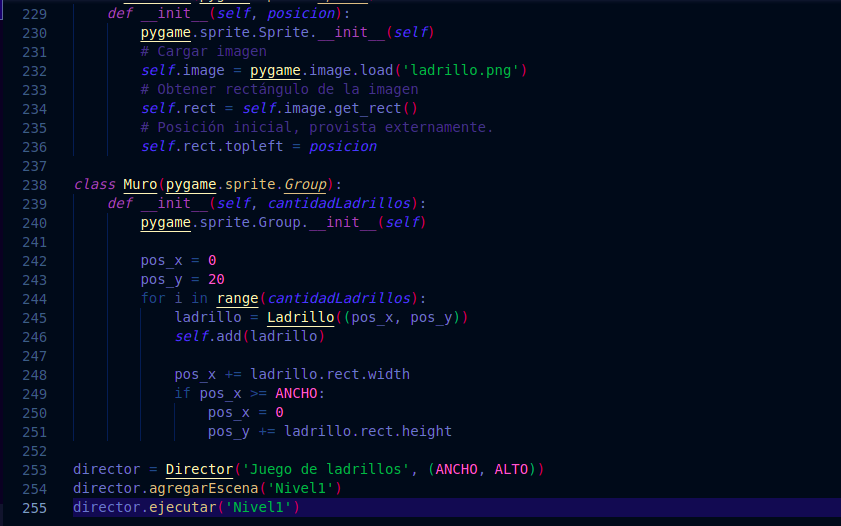 229 def __init__(self, posicion):
230 pygame.sprite.Sprite.__init__(self)
231 # Cargar imagen
232 self.image = pygame.image.load('ladrillo.png')
233 # Obtener rectángulo de la imagen
234 self.rect = self.image.get_rect()
235 # Posición inicial, provista externamente.
236 self.rect.topleft = posicion
237
238 class Muro(pygame.sprite.Group):
239 def __init__(self, cantidadLadrillos):
240 pygame.sprite.Group.__init__(self)
241
242 pos_x = 0
243 pos_y = 20
244 for i in range(cantidadLadrillos):
245 ladrillo = Ladrillo((pos_x, pos_y))
246 self.add(ladrillo)
247
248 pos_x += ladrillo.rect.width
249 if pos_x >= ANCHO:
250 pos_x = 0
251 pos_y += ladrillo.rect.height
252
253 director = Director('Juego de ladrillos', (ANCHO, ALTO))
254 director.agregarEscena('Nivel1')
255 director.ejecutar('Nivel1')